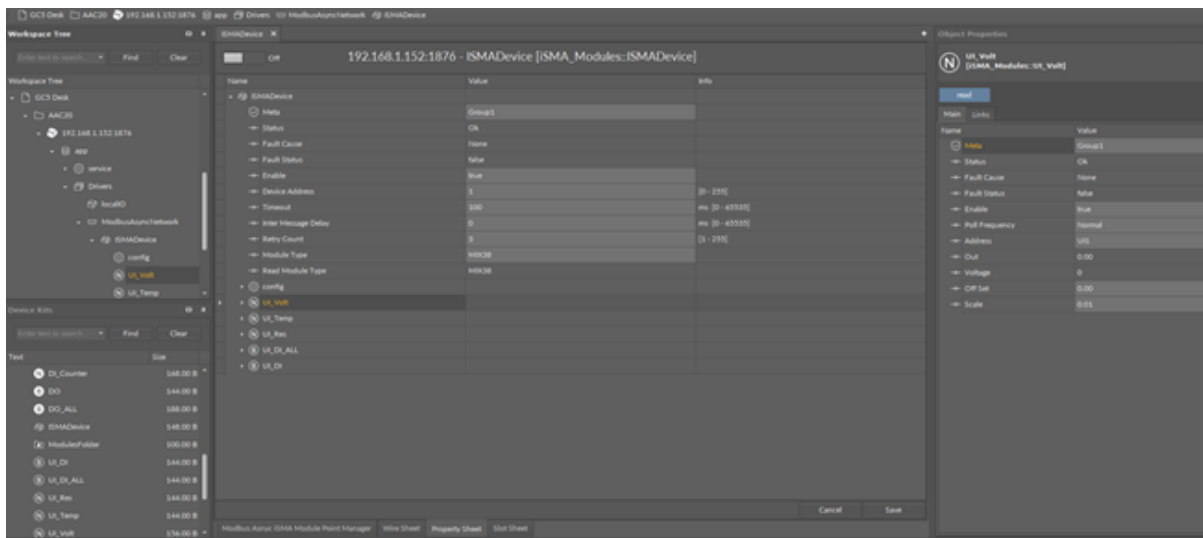 GC5 Desk AAC20 192.168.1.152:1876 app Drivers ModbusAsyncNetwork iSMADevice
Workspace Tree
Enter text to search... Find Clear
Workspace Tree
GC5 Desk
AAC20
192.168.1.152:1876
app
service
Drivers
localIO
ModbusAsyncNetwork
iSMADevice
config
UI_Volt
UI_Temp
Device Kits
Enter text to search... Find Clear
Text Size
DI_Counter 168.00 B
DO 144.00 B
DO_ALL 188.00 B
iSMADevice 148.00 B
ModulesFolder 100.00 B
UI_DI 144.00 B
UI_DI_ALL 144.00 B
UI_Res 144.00 B
UI_Temp 144.00 B
UI_Volt 156.00 B
iSMADevice
Off 192.168.1.152:1876 - ISMADevice [iSMA_Modules::ISMADevice]
Name Value Info
iSMADevice
Meta Group1
Status Ok
Fault Cause None
Fault Status false
Enable true
Device Address 1 [0 - 255]
Timeout 100 ms [0 - 65535]
Inter Message Delay 0 ms [0 - 65535]
Retry Count 3 [1 - 255]
Module Type MIX38
Read Module Type MIX38
config
UI_Volt
UI_Temp
UI_Res
UI_DI_ALL
UI_DI
Cancel Save
Modbus Async iSMA Module Point Manager Wire Sheet Property Sheet Slot Sheet
Object Properties
UI_Volt
[iSMA_Modules::UI_Volt]
read
Main Links
Name Value
Meta Group1
Status Ok
Fault Cause None
Fault Status false
Enable true
Poll Frequency Normal
Address UI1
Out 0.00
Voltage 0
Off Set 0.00
Scale 0.01